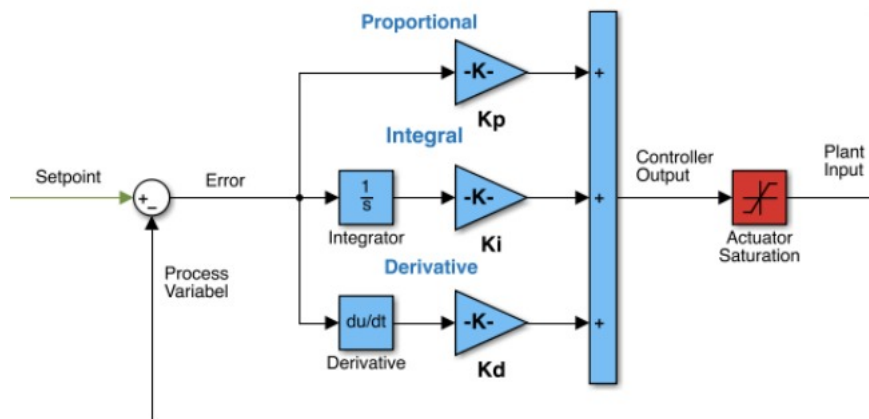 Proportional
-K-
+
Kp
Integral
Setpoint
Error
+
−
1
s
Integrator
-K-
Ki
+
Controller
Output
Plant
Input
Actuator
Saturation
Process
Variabel
Derivative
du/dt
Derivative
-K-
Kd
+